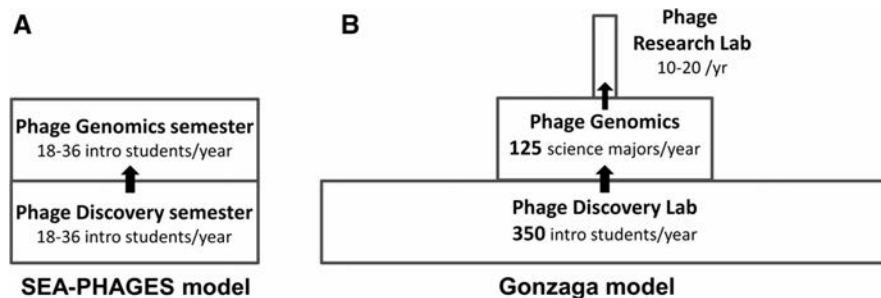 A
Phage Genomics semester
18-36 intro students/year
Phage Discovery semester
18-36 intro students/year
SEA-PHAGES model
B
Phage
Research Lab
10-20 /yr
Phage Genomics
125 science majors/year
Phage Discovery Lab
350 intro students/year
Gonzaga model